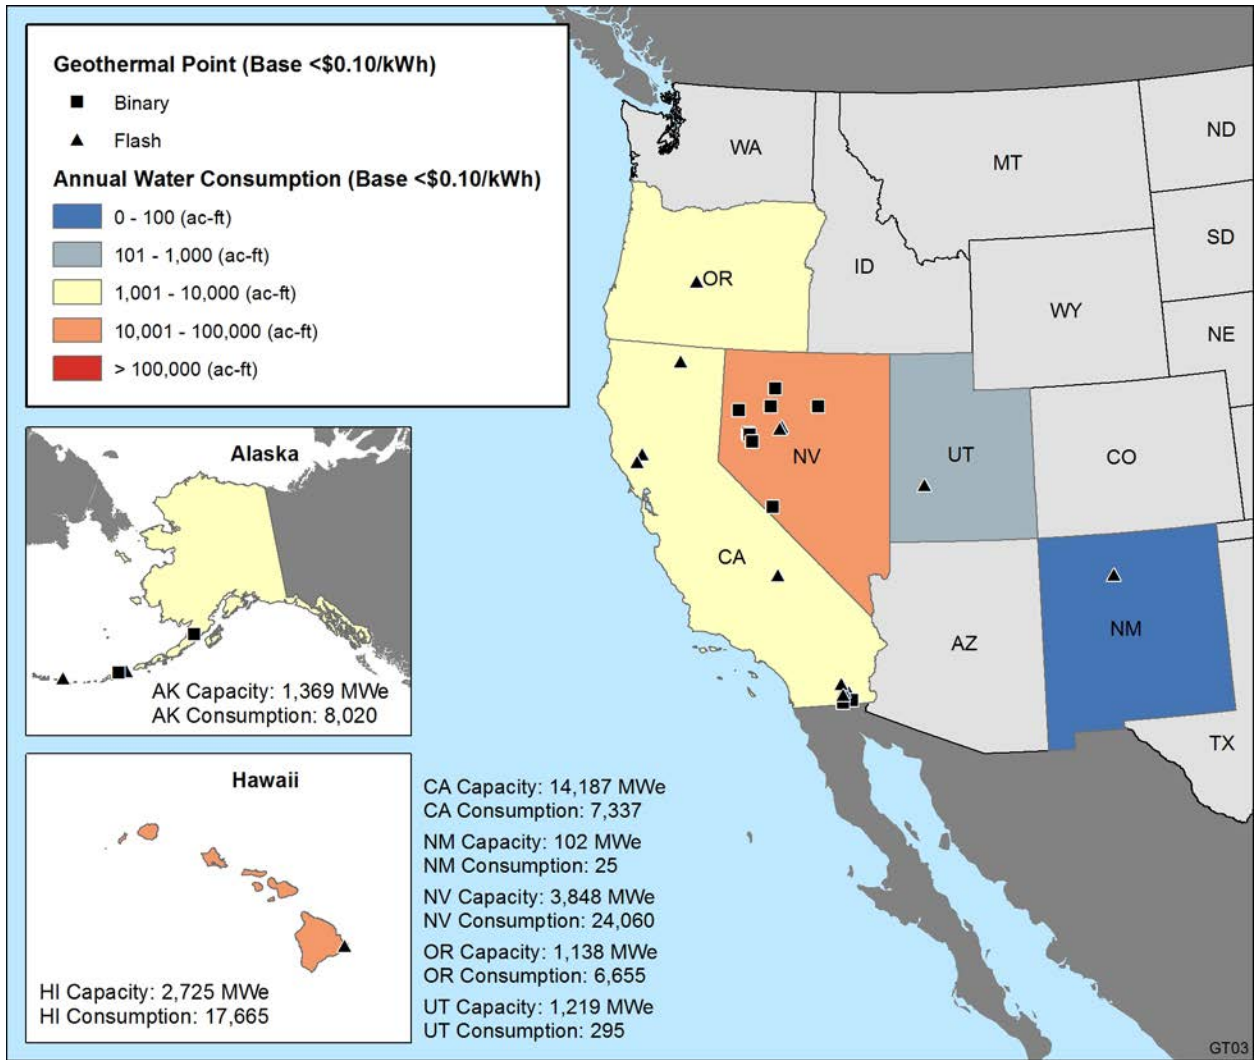 Geothermal Point (Base <$0.10/kWh)
Binary
Flash
Annual Water Consumption (Base <$0.10/kWh)
0 - 100 (ac-ft)
101 - 1,000 (ac-ft)
1,001 - 10,000 (ac-ft)
10,001 - 100,000 (ac-ft)
> 100,000 (ac-ft)
WA
MT
ND
OR
ID
SD
WY
NE
NV
UT
CO
CA
AZ
NM
TX
Alaska
AK Capacity: 1,369 MWe
AK Consumption: 8,020
Hawaii
HI Capacity: 2,725 MWe
HI Consumption: 17,665
CA Capacity: 14,187 MWe
CA Consumption: 7,337
NM Capacity: 102 MWe
NM Consumption: 25
NV Capacity: 3,848 MWe
NV Consumption: 24,060
OR Capacity: 1,138 MWe
OR Consumption: 6,655
UT Capacity: 1,219 MWe
UT Consumption: 295
GT03